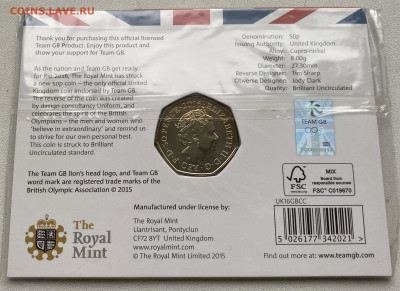 COINS.LAVE.RU
Thank you for purchasing this official licensed
Team GB Product. Enjoy this product and
show your support for Team GB.
As the nation and Team GB get ready
for Rio 2016, The Royal Mint has struck
a new 50p coin – the only official coin
endorsed by Team GB. The
reverse of the coin was created
by design consultancy Uniform, and
celebrates the spirit of the British
Olympians – the men and women who
'believe in extraordinary' and remind us
to strive for our own personal best.
This coin is struck to Brilliant
Uncirculated standard.
The Team GB lion's head logo, and Team GB
word mark are registered trade marks of the
British Olympic Association © 2015
Denomination: 50p
Issuing Authority: United Kingdom
Alloy: Cupro-nickel
Weight: 8.00g
Diameter: 27.30mm
Reverse Designer: Tim Sharp
Obverse Designer: Jody Clark
Quality: Brilliant Uncirculated
TEAM GB
FSC
MIX
Board from
responsible sources
FSC® C019670
UK16GBCC
5 026177 342021
Manufactured under license by:
The Royal Mint
Llantrisant, Pontyclun
CF72 8YT United Kingdom
© The Royal Mint Limited 2015
The
Royal
Mint
Find out more at: www.teamgb.com